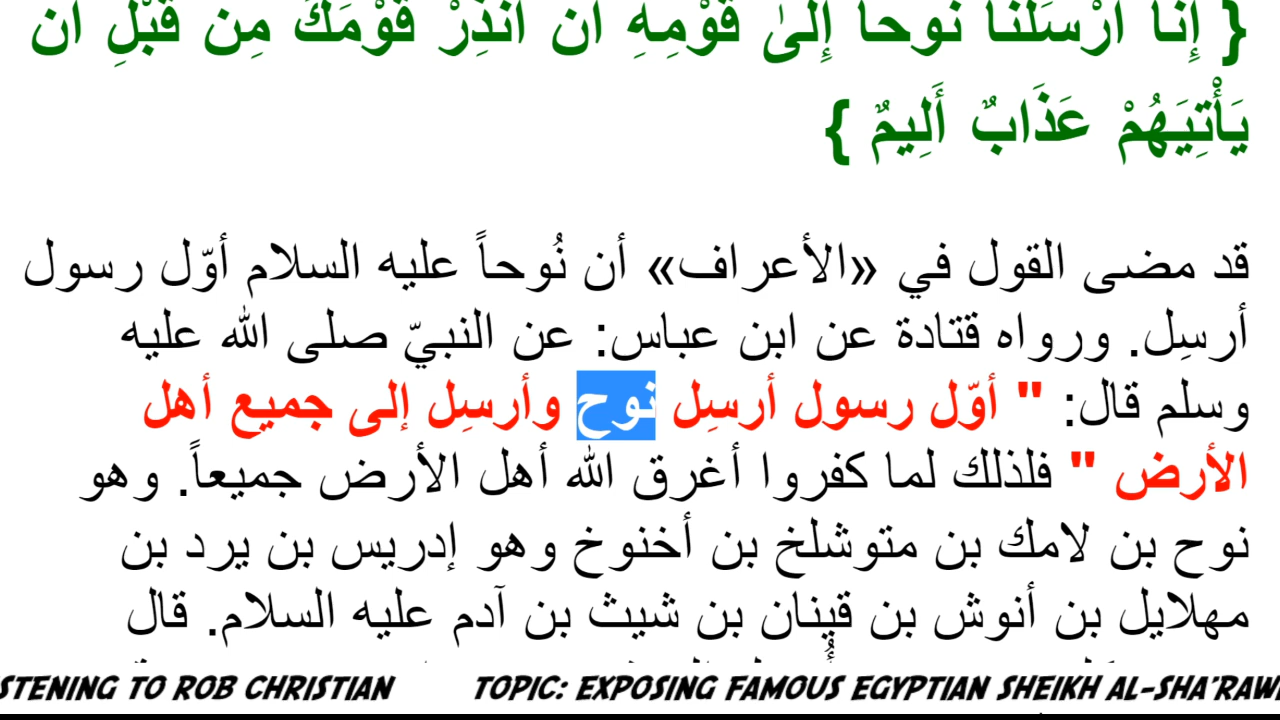 { إِنَّا أَرْسَلْنَا نُوحاً إِلَىٰ قَوْمِهِ أَنْ أَنذِرْ قَوْمَكَ مِن قَبْلِ أَن
يَأْتِيَهُمْ عَذَابٌ أَلِيمٌ }
قد مضى القول في «الأعراف» أن نُوحاً عليه السلام أوّل رسول
أرسِل. ورواه قتادة عن ابن عباس: عن النبيّ صلى الله عليه
وسلم قال: " أوّل رسول أرسِل نوح وأرسِل إلى جميع أهل
الأرض " فلذلك لما كفروا أغرق الله أهل الأرض جميعاً. وهو
نوح بن لامك بن متوشلخ بن أخنوخ وهو إدريس بن يرد بن
مهلايل بن أنوش بن قينان بن شيث بن آدم عليه السلام. قال
STENING TO ROB CHRISTIAN TOPIC: EXPOSING FAMOUS EGYPTIAN SHEIKH AL-SHA'RAWI